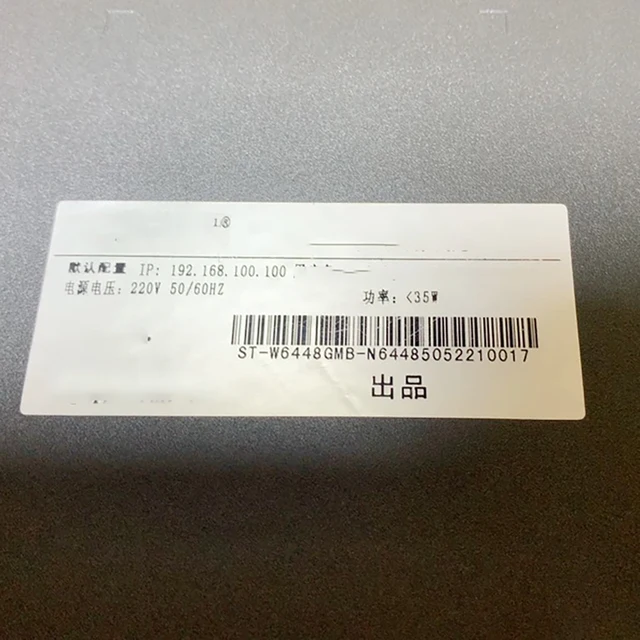 默认配置 IP: 192.168.100.100
电源电压: 220V 50/60HZ
功率: <35W
ST-W6448GMB-N64485052210017
出品